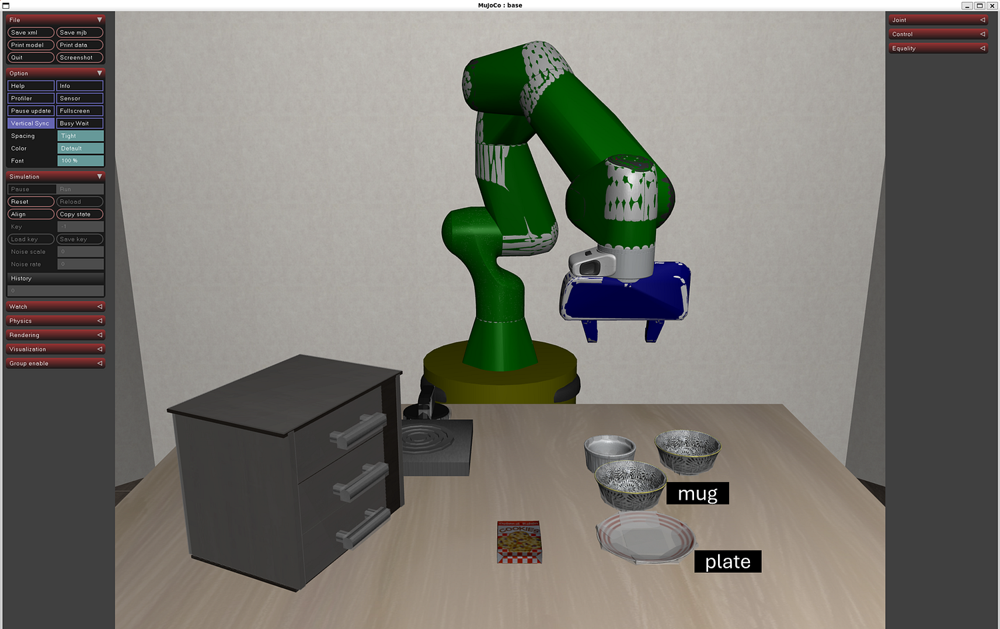 MuJoCo : base
File
Save xml Save mjb
Print model Print data
Quit Screenshot
Option
Help Info
Profiler Sensor
Pause update Fullscreen
Vertical Sync Busy Wait
Spacing Tight
Color Default
Font 100 %
Simulation
Pause Run
Reset Reload
Align Copy state
Key -1
Load key Save key
Noise scale 0
Noise rate 0
History
0
Watch
Physics
Rendering
Visualization
Group enable
Joint
Control
Equality
mug
COOKIES
plate